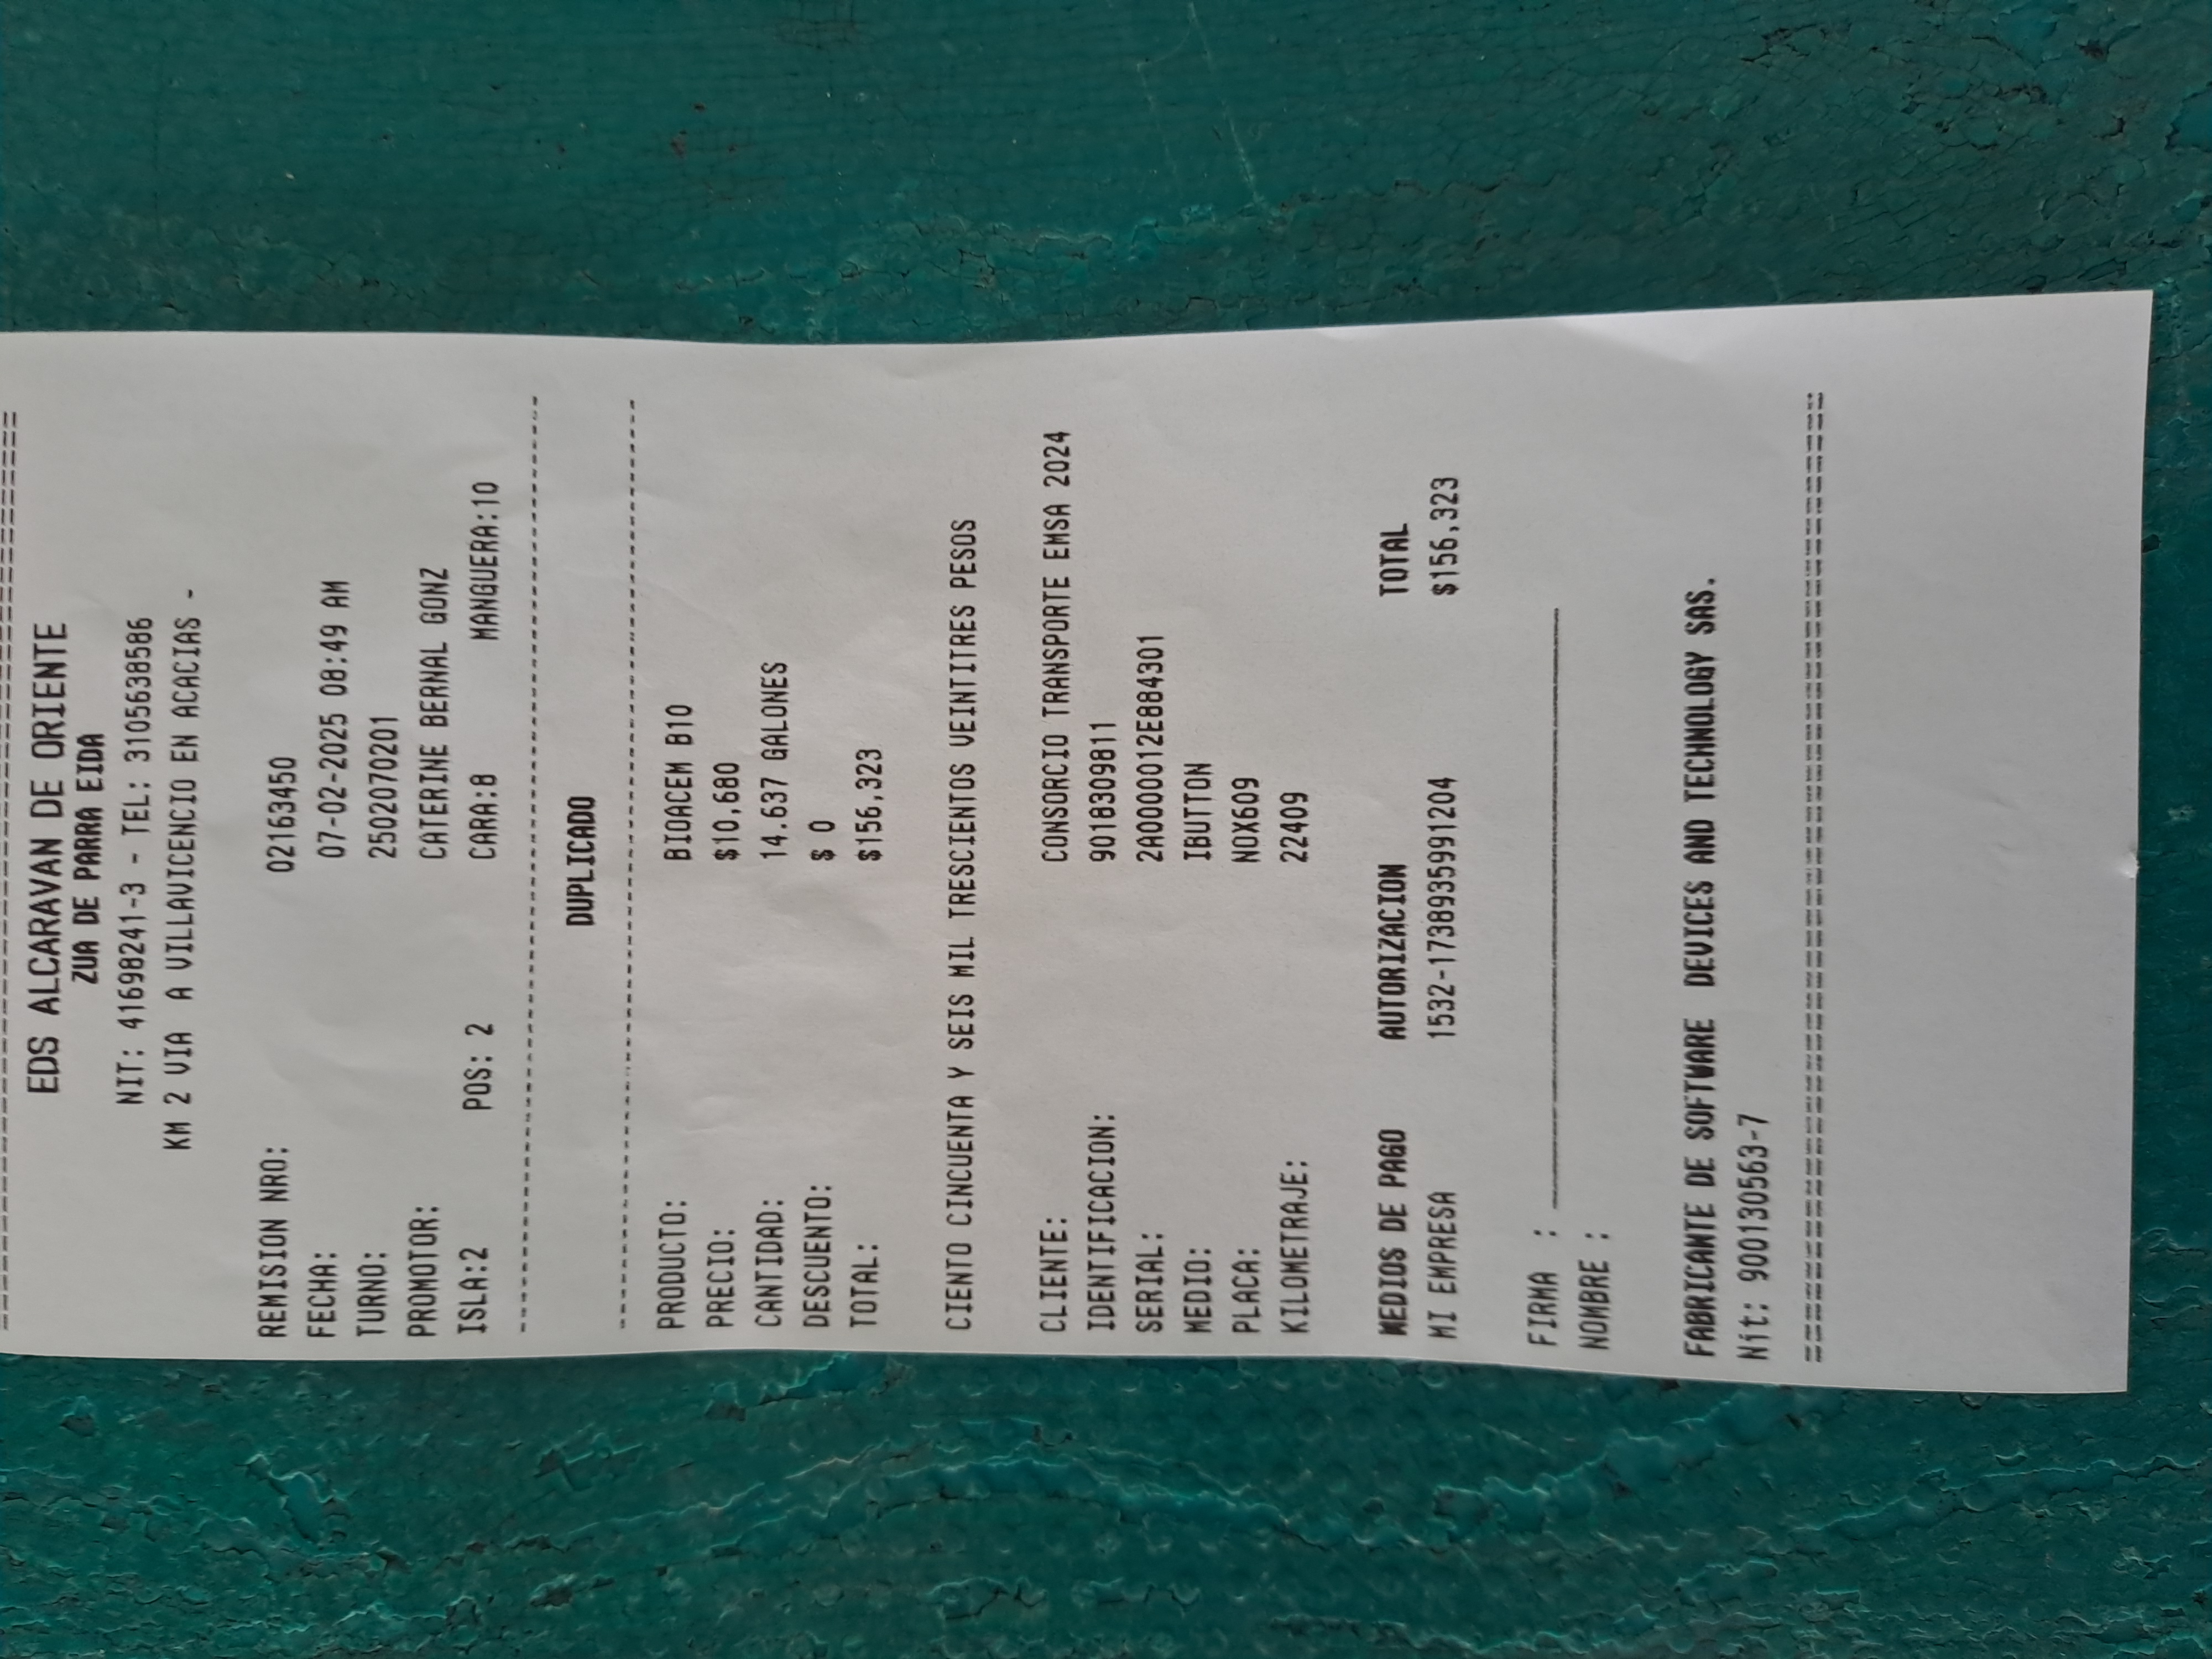 ================================================
EDS ALCARAVAN DE ORIENTE
ZUA DE PARRA EIDA
NIT: 41698241-3 - TEL: 3105638586
KM 2 VIA A VILLAVICENCIO EN ACACIAS -
REMISION NRO: 02163450
FECHA: 07-02-2025 08:49 AM
TURNO: 2502070201
PROMOTOR: CATERINE BERNAL GONZ
ISLA:2 POS: 2 CARA:8 MANGUERA:10
------------------------------------------------
DUPLICADO
------------------------------------------------
PRODUCTO: BIOACEM B10
PRECIO: $10,680
CANTIDAD: 14.637 GALONES
DESCUENTO: $ 0
TOTAL: $156,323
CIENTO CINCUENTA Y SEIS MIL TRESCIENTOS VEINTITRES PESOS
CLIENTE: CONSORCIO TRANSPORTE EMSA 2024
IDENTIFICACION: 9018309811
SERIAL: 2A0000012E884301
MEDIO: IBUTTON
PLACA: NOX609
KILOMETRAJE: 22409
MEDIOS DE PAGO AUTORIZACION TOTAL
MI EMPRESA 1532-1738935991204 $156,323
FIRMA : ______________________________
NOMBRE :
FABRICANTE DE SOFTWARE DEVICES AND TECHNOLOGY SAS.
Nit: 900130563-7
================================================